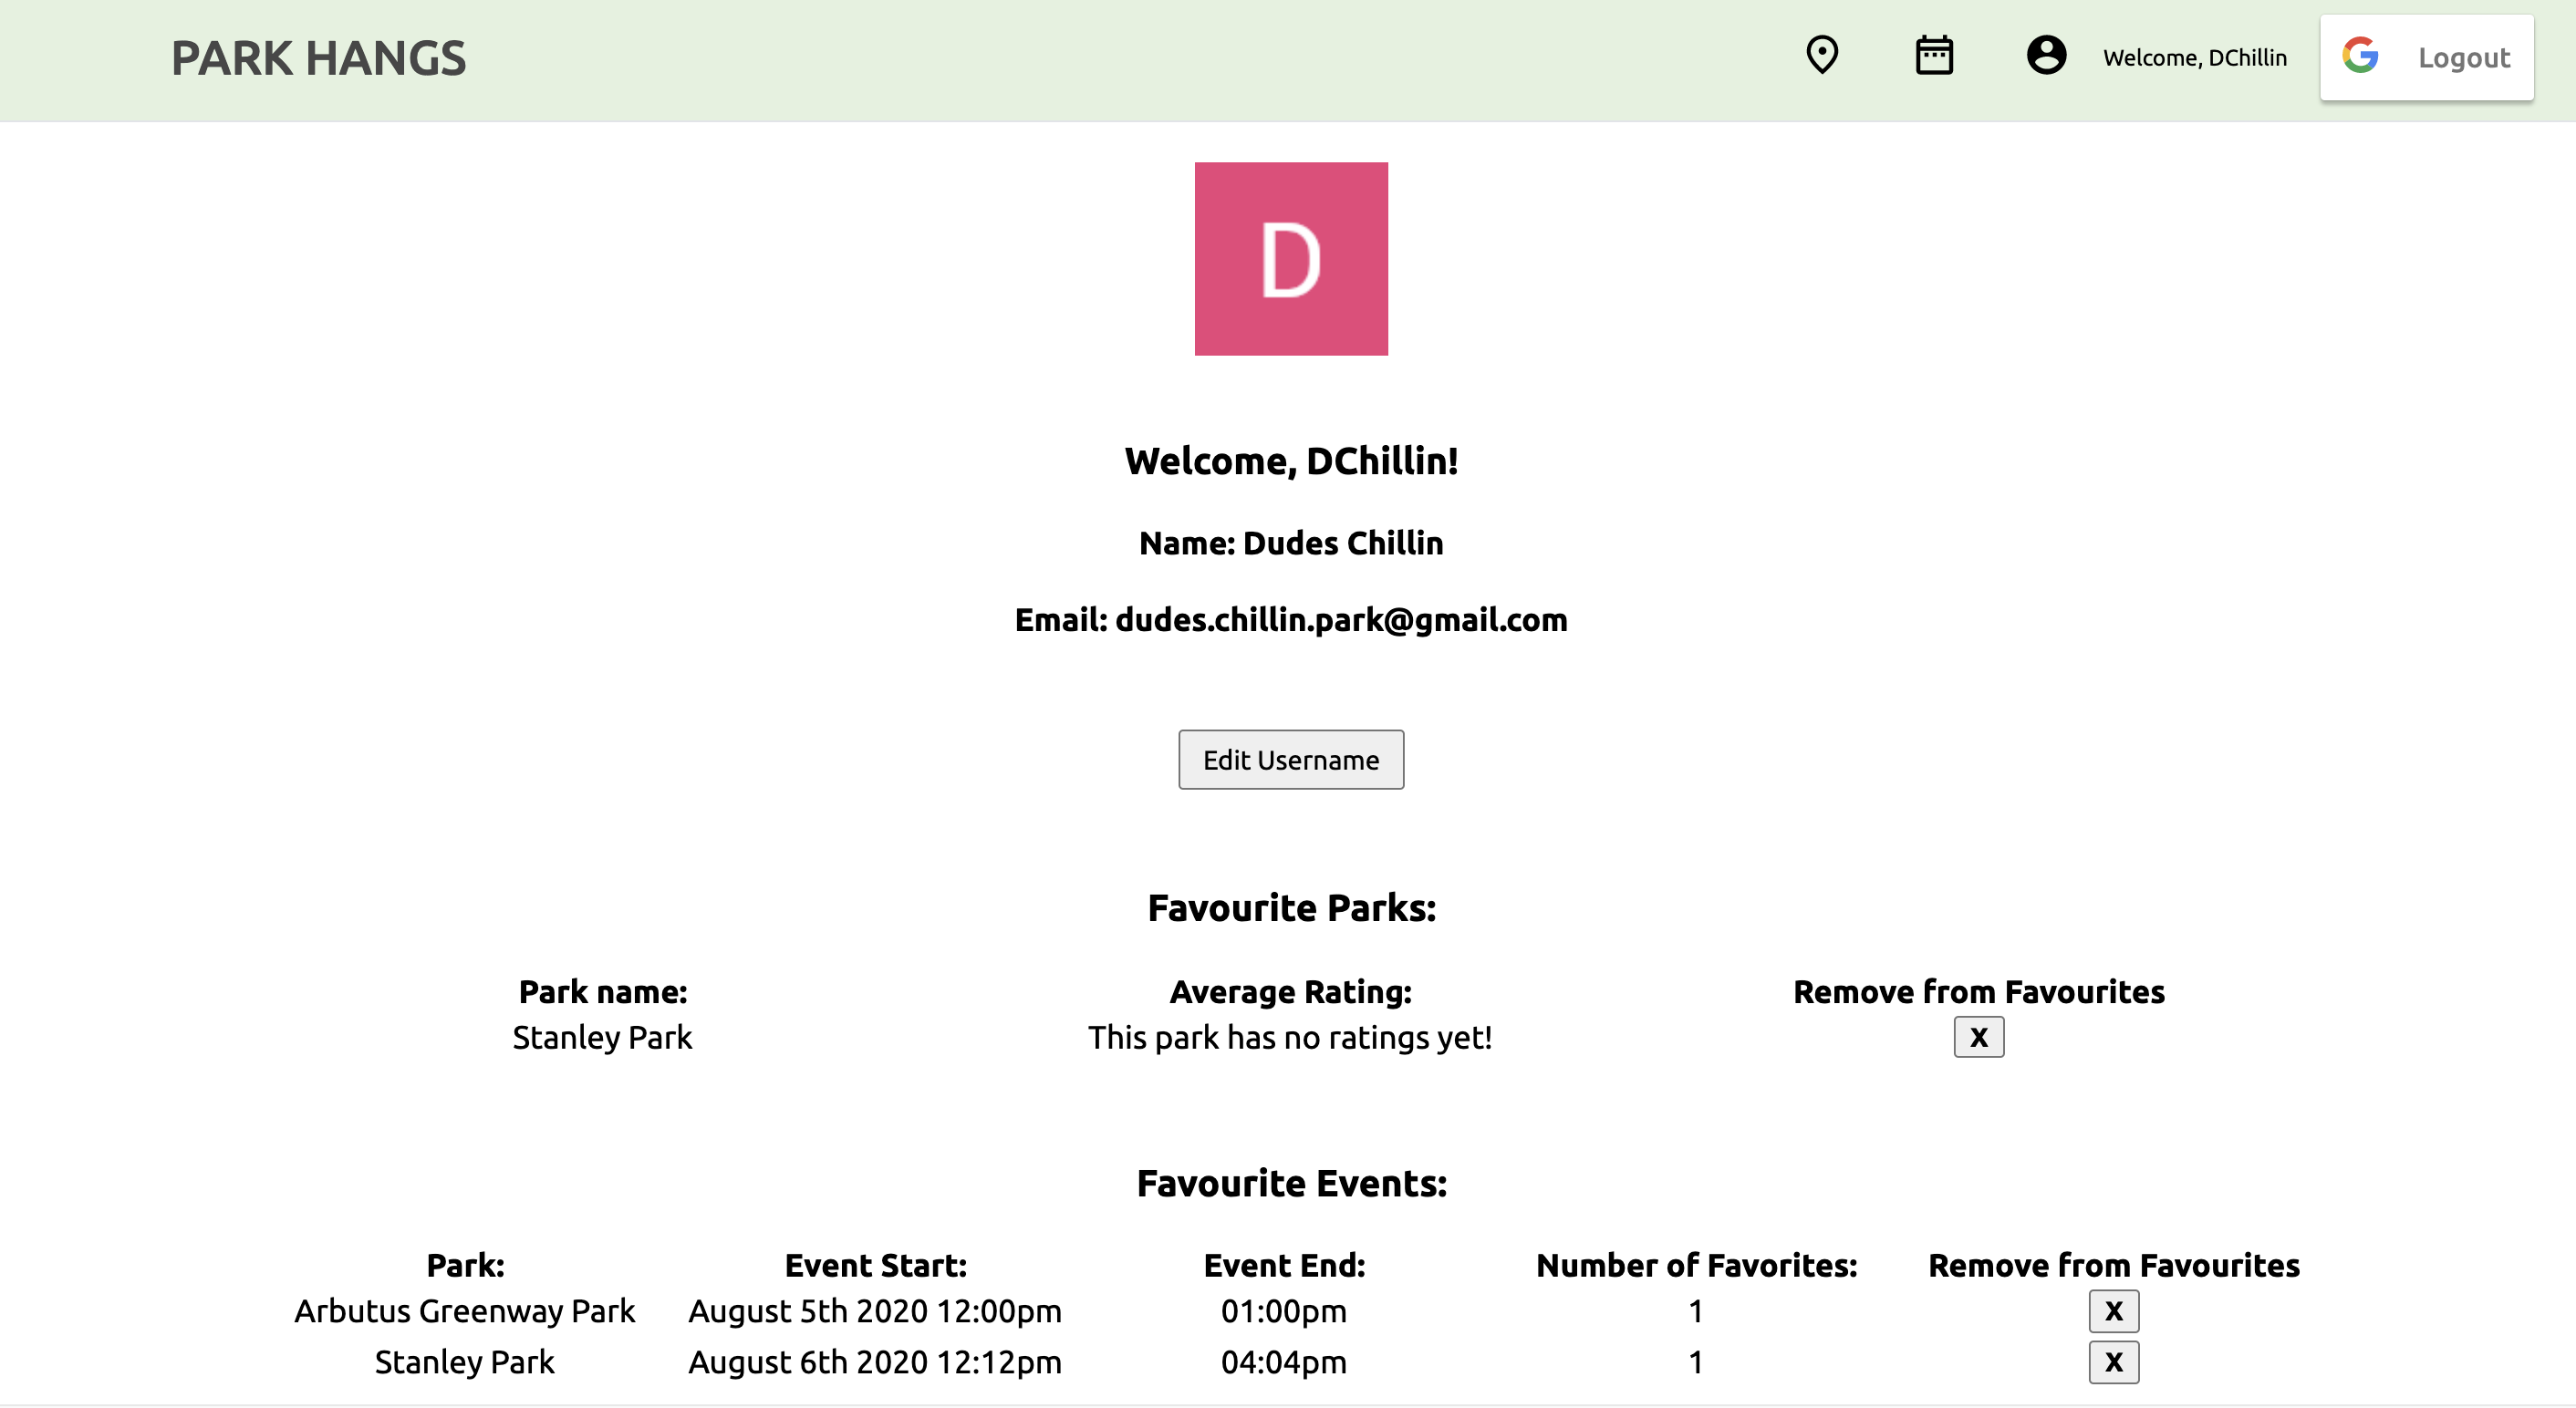 PARK HANGS
Welcome, DChillin
Logout
D
Welcome, DChillin!
Name: Dudes Chillin
Email: dudes.chillin.park@gmail.com
Edit Username
Favourite Parks:
Park name: Average Rating: Remove from Favourites
Stanley Park This park has no ratings yet! X
Favourite Events:
Park: Event Start: Event End: Number of Favorites: Remove from Favourites
Arbutus Greenway Park August 5th 2020 12:00pm 01:00pm 1 X
Stanley Park August 6th 2020 12:12pm 04:04pm 1 X